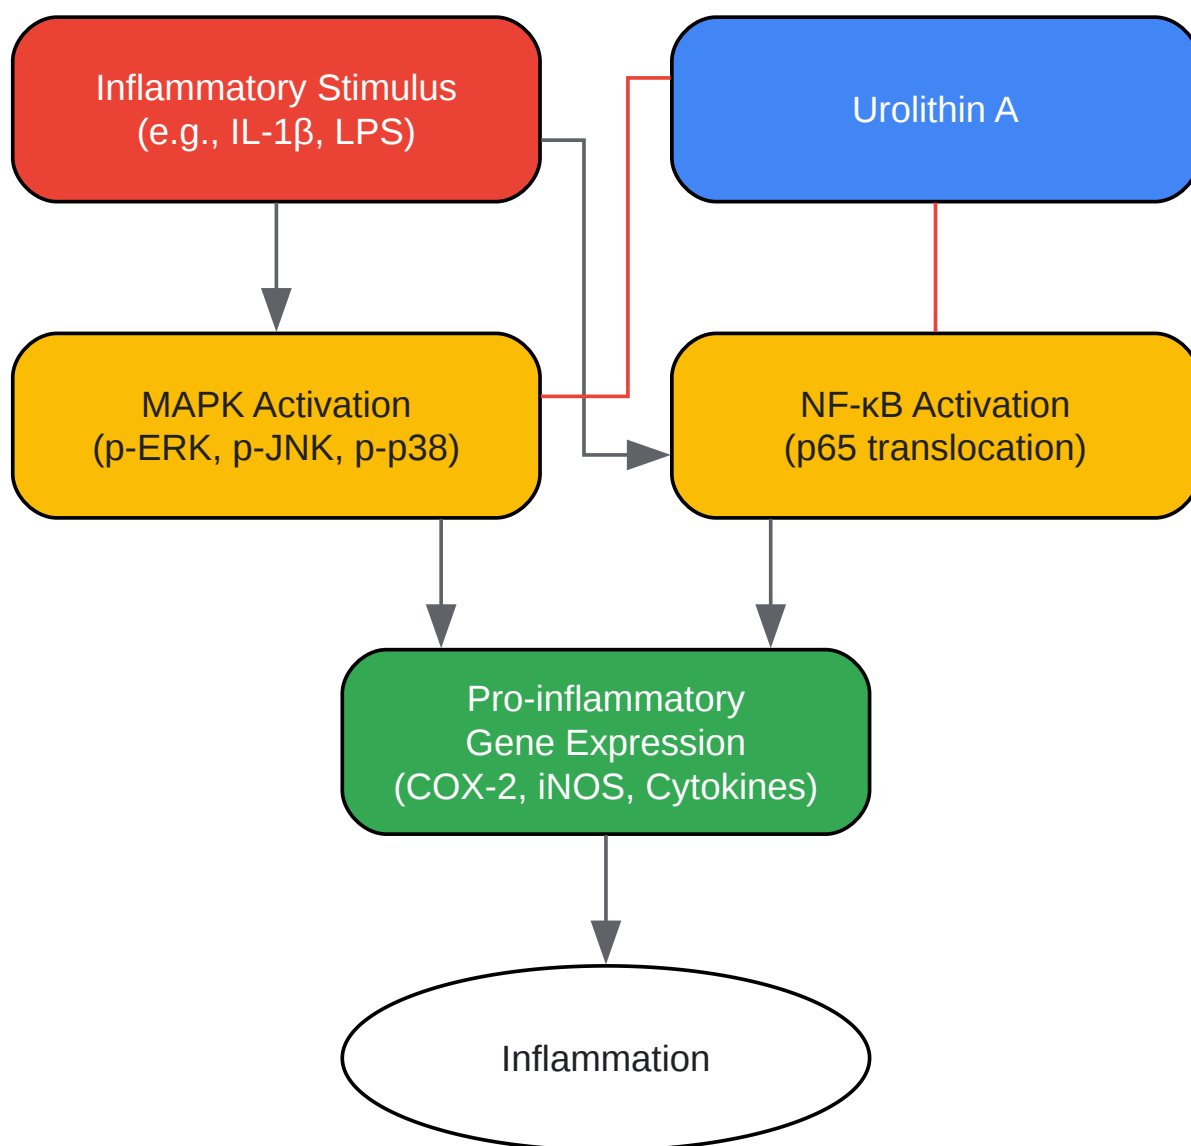 Inflammatory Stimulus
(e.g., IL-1β, LPS)
Urolithin A
MAPK Activation
(p-ERK, p-JNK, p-p38)
NF-κB Activation
(p65 translocation)
Pro-inflammatory
Gene Expression
(COX-2, iNOS, Cytokines)
Inflammation